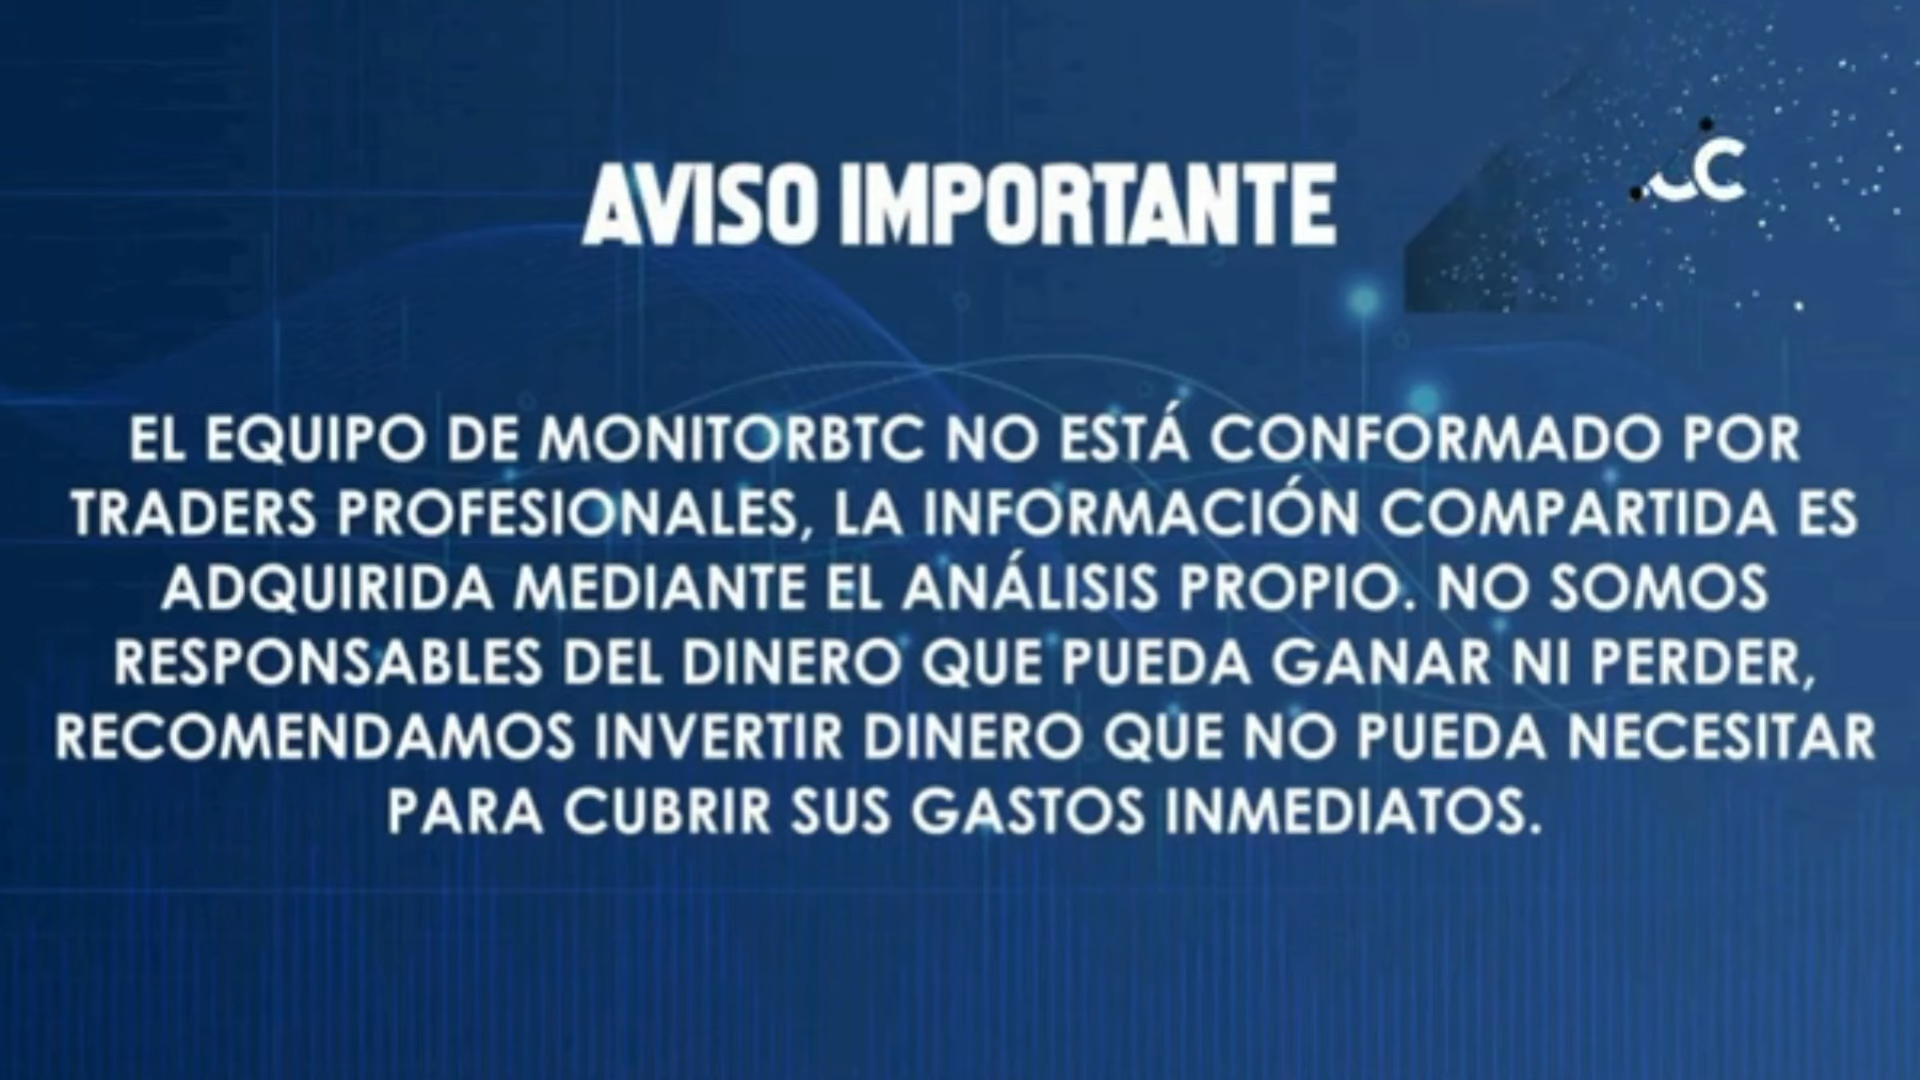 AVISO IMPORTANTE
EL EQUIPO DE MONITORBTC NO ESTÁ CONFORMADO POR
TRADERS PROFESIONALES, LA INFORMACIÓN COMPARTIDA ES
ADQUIRIDA MEDIANTE EL ANÁLISIS PROPIO. NO SOMOS
RESPONSABLES DEL DINERO QUE PUEDA GANAR NI PERDER,
RECOMENDAMOS INVERTIR DINERO QUE NO PUEDA NECESITAR
PARA CUBRIR SUS GASTOS INMEDIATOS.